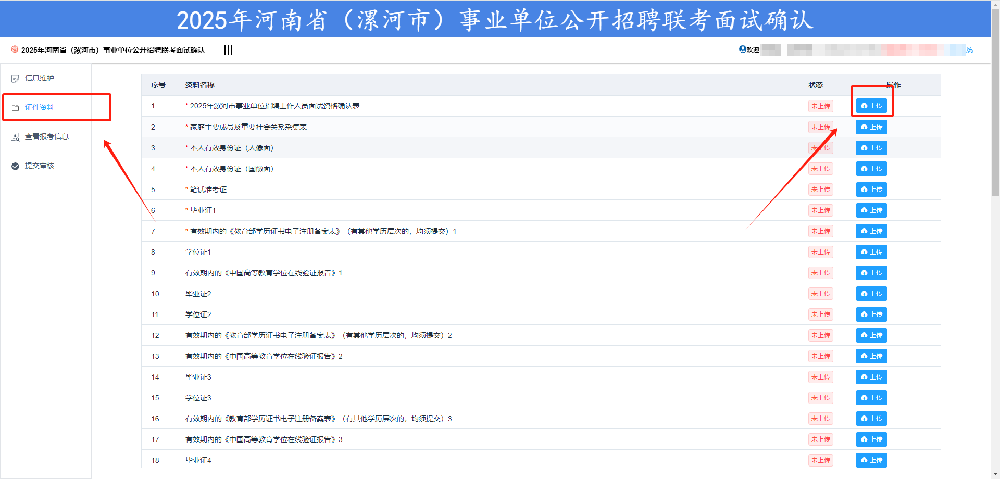 2025年河南省（漯河市）事业单位公开招聘联考面试确认
2025年河南省（漯河市）事业单位公开招聘联考面试确认
欢迎:
统
信息维护
证件资料
查看报考信息
提交审核
序号 资料名称 状态 操作
1 * 2025年漯河市事业单位招聘工作人员面试资格确认表 未上传 上传
2 * 家庭主要成员及重要社会关系采集表 未上传 上传
3 * 本人有效身份证（人像面） 未上传 上传
4 * 本人有效身份证（国徽面） 未上传 上传
5 * 笔试准考证 未上传 上传
6 * 毕业证1 未上传 上传
7 * 有效期内的《教育部学历证书电子注册备案表》（有其他学历层次的，均须提交）1 未上传 上传
8 学位证1 未上传 上传
9 有效期内的《中国高等教育学位在线验证报告》1 未上传 上传
10 毕业证2 未上传 上传
11 学位证2 未上传 上传
12 有效期内的《教育部学历证书电子注册备案表》（有其他学历层次的，均须提交）2 未上传 上传
13 有效期内的《中国高等教育学位在线验证报告》2 未上传 上传
14 毕业证3 未上传 上传
15 学位证3 未上传 上传
16 有效期内的《教育部学历证书电子注册备案表》（有其他学历层次的，均须提交）3 未上传 上传
17 有效期内的《中国高等教育学位在线验证报告》3 未上传 上传
18 毕业证4 未上传 上传